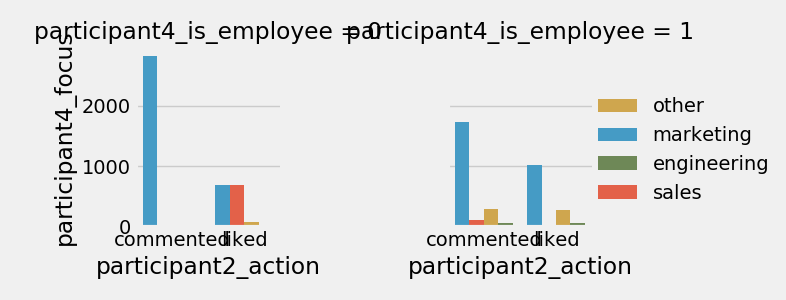 participant4_is_employee = 0
participant4_is_employee = 1
participant4_focus
2000
1000
0
commented
liked
commented
liked
participant2_action
participant2_action
other
marketing
engineering
sales